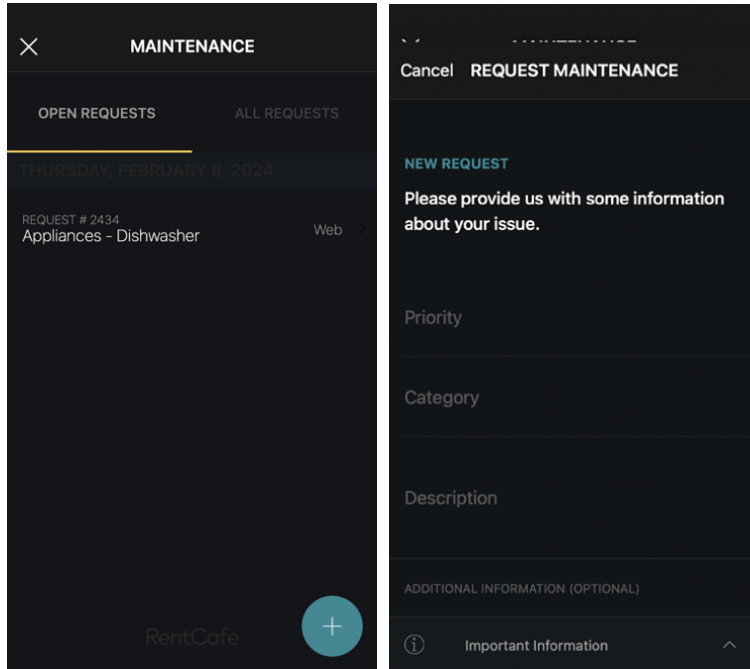 MAINTENANCE
OPEN REQUESTS
ALL REQUESTS
THURSDAY, FEBRUARY 8, 2024
REQUEST # 2434
Appliances - Dishwasher
Web
RentCafe
Cancel
REQUEST MAINTENANCE
NEW REQUEST
Please provide us with some information
about your issue.
Priority
Category
Description
ADDITIONAL INFORMATION (OPTIONAL)
Important Information